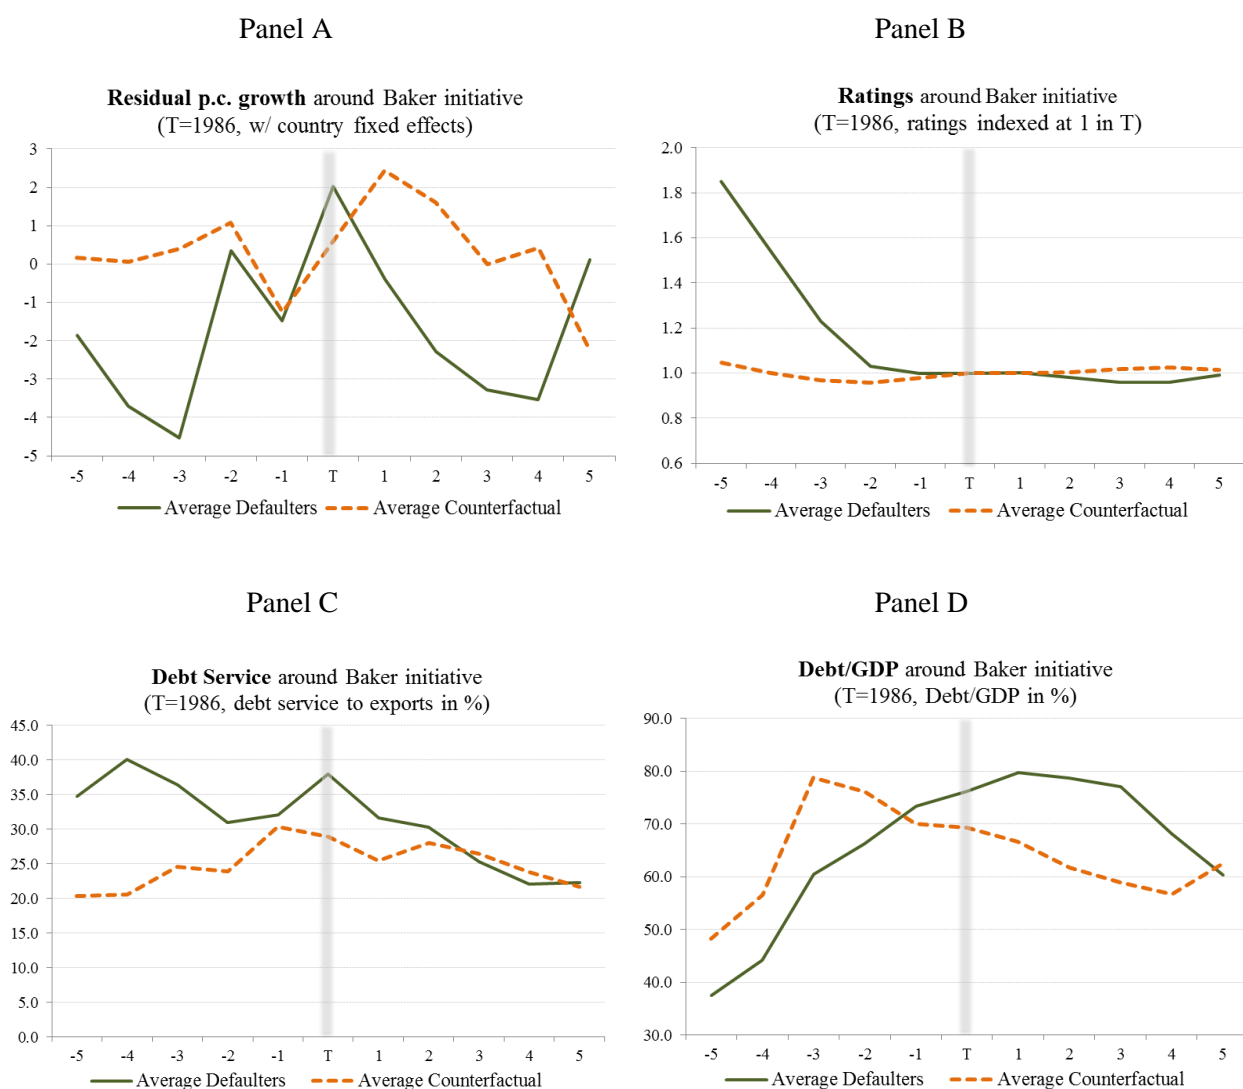 Panel A
Residual p.c. growth around Baker initiative
(T=1986, w/ country fixed effects)
3
2
1
0
-1
-2
-3
-4
-5
-5 -4 -3 -2 -1 T 1 2 3 4 5
Average Defaulters Average Counterfactual
Panel B
Ratings around Baker initiative
(T=1986, ratings indexed at 1 in T)
2.0
1.8
1.6
1.4
1.2
1.0
0.8
0.6
-5 -4 -3 -2 -1 T 1 2 3 4 5
Average Defaulters Average Counterfactual
Panel C
Debt Service around Baker initiative
(T=1986, debt service to exports in %)
45.0
40.0
35.0
30.0
25.0
20.0
15.0
10.0
5.0
0.0
-5 -4 -3 -2 -1 T 1 2 3 4 5
Average Defaulters Average Counterfactual
Panel D
Debt/GDP around Baker initiative
(T=1986, Debt/GDP in %)
90.0
80.0
70.0
60.0
50.0
40.0
30.0
-5 -4 -3 -2 -1 T 1 2 3 4 5
Average Defaulters Average Counterfactual